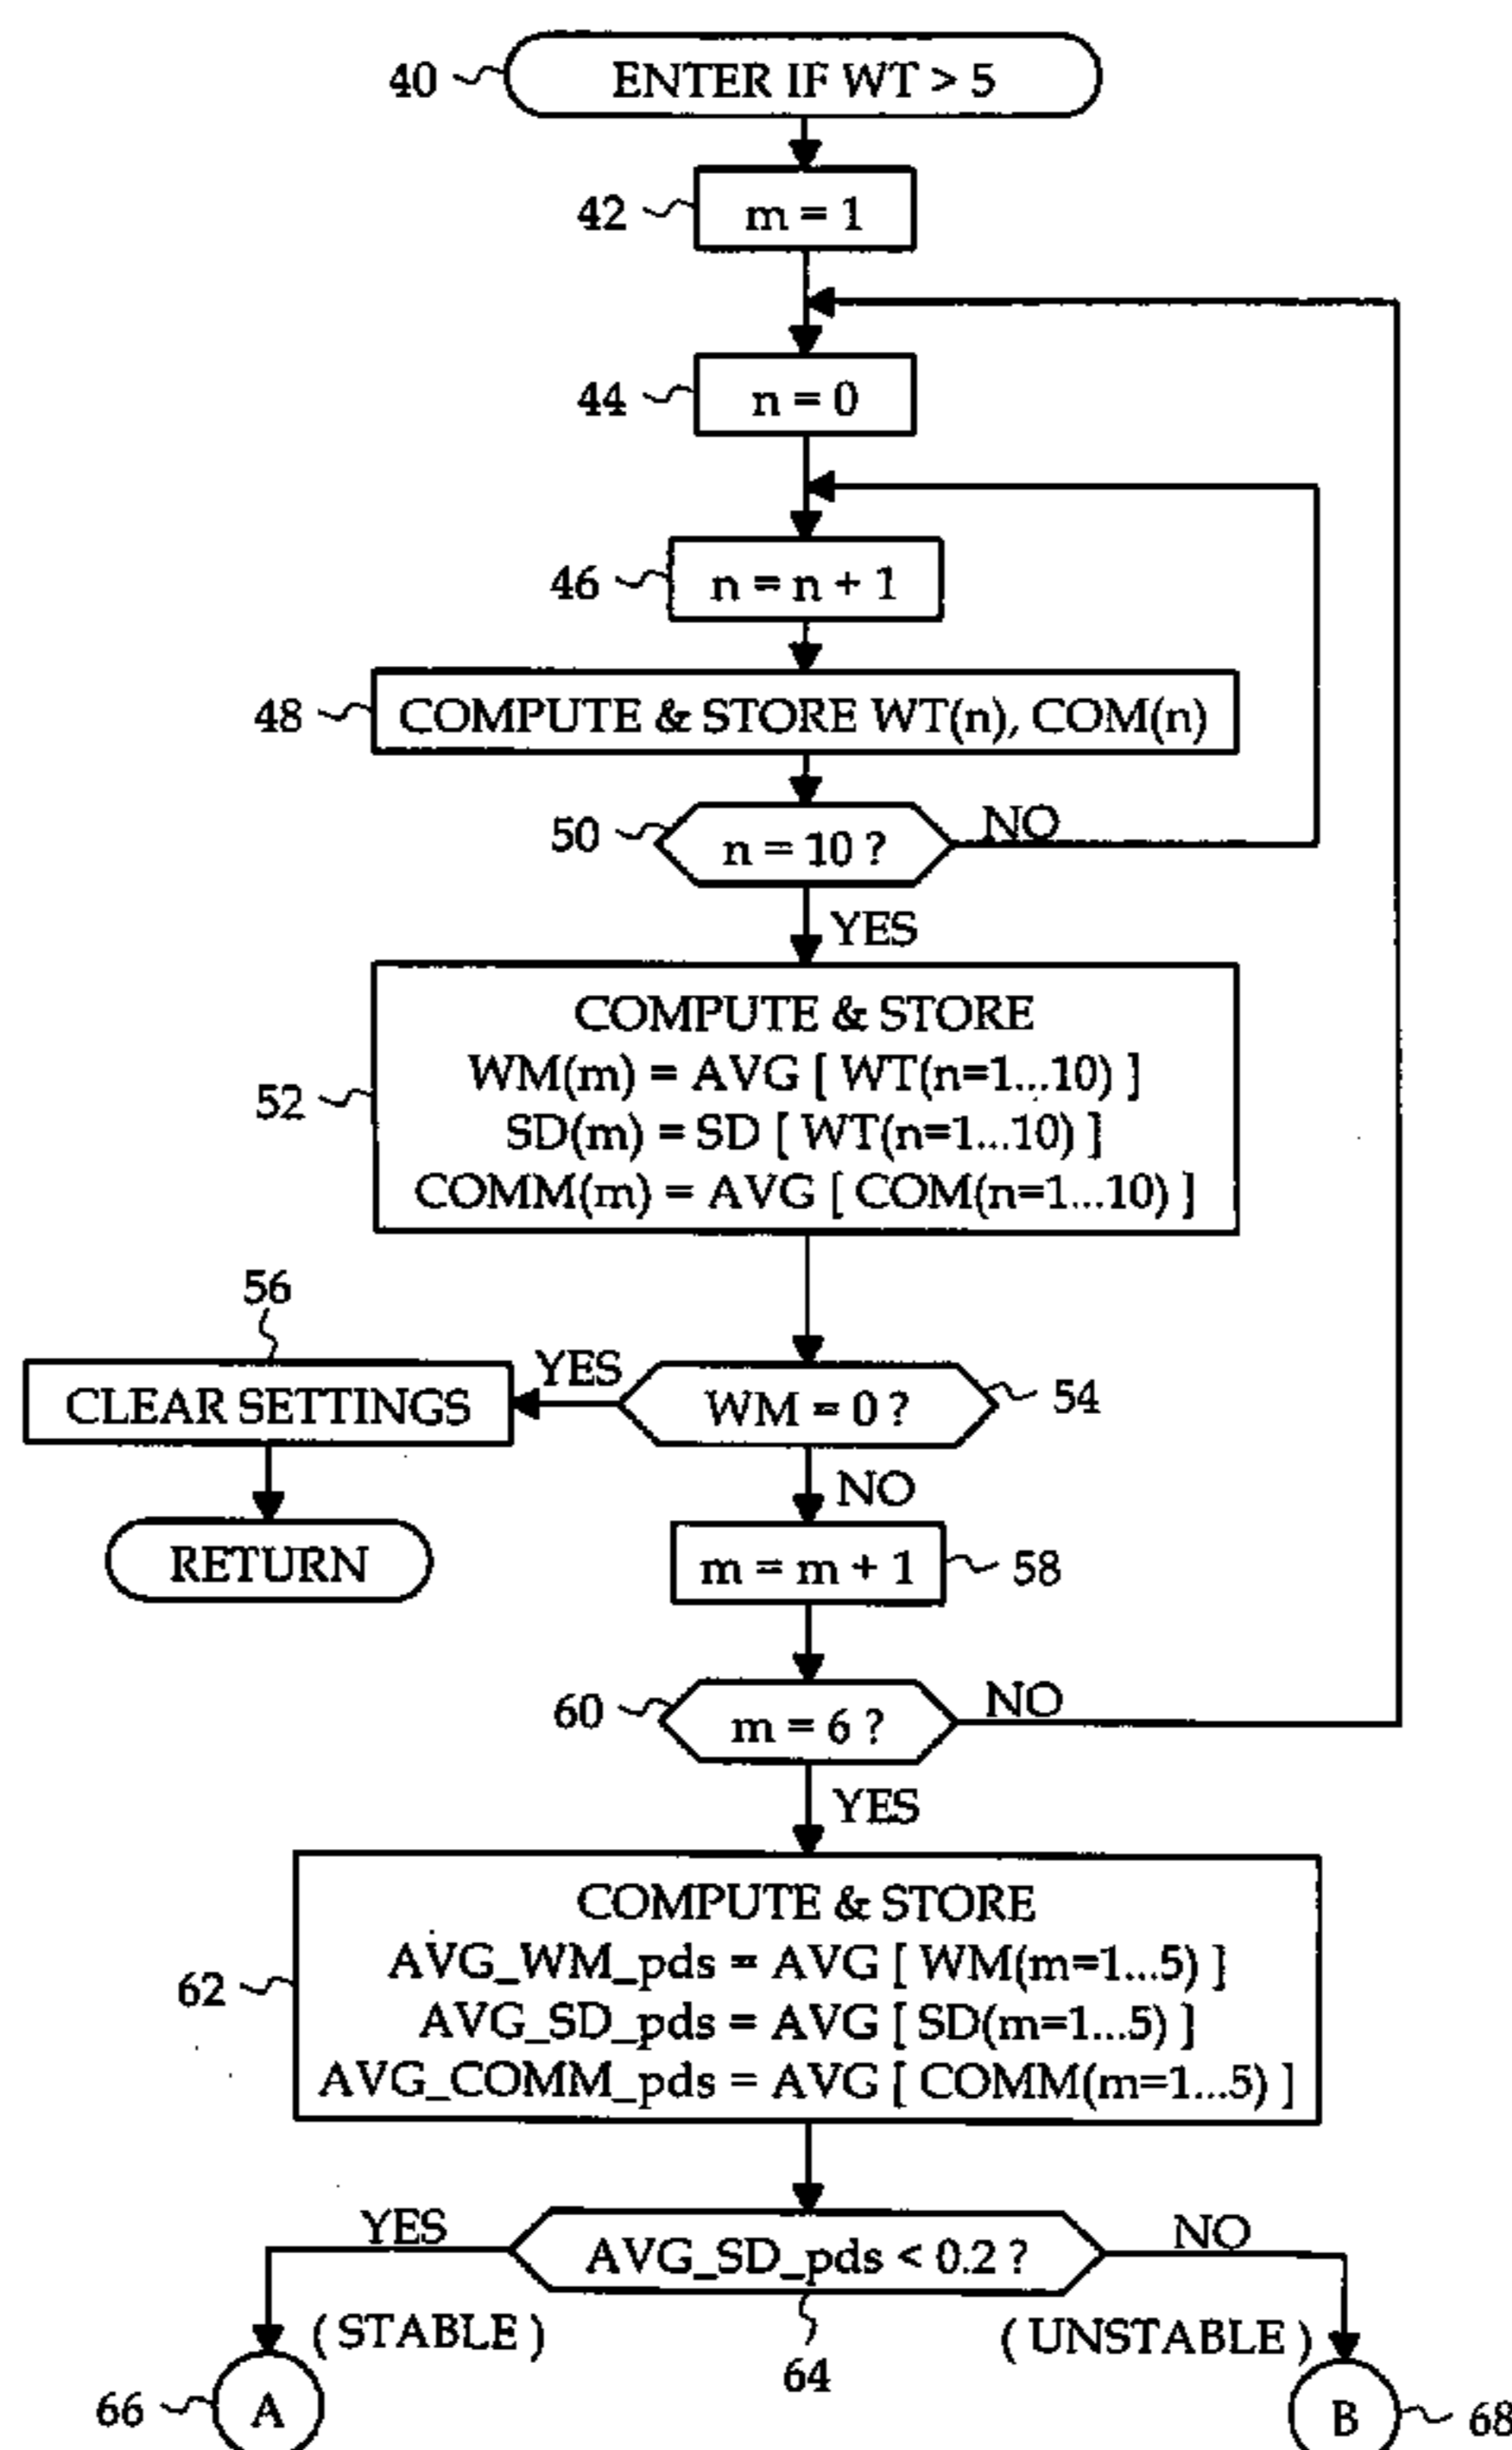 40
ENTER IF WT > 5
42
m = 1
44
n = 0
46
n = n + 1
48
COMPUTE & STORE WT(n), COM(n)
50
n = 10 ?
NO
YES
52
COMPUTE & STORE
WM(m) = AVG [ WT(n=1...10) ]
SD(m) = SD [ WT(n=1...10) ]
COMM(m) = AVG [ COM(n=1...10) ]
56
CLEAR SETTINGS
YES
WM = 0 ?
54
NO
RETURN
m = m + 1
58
60
m = 6 ?
NO
YES
62
COMPUTE & STORE
AVG_WM_pds = AVG [ WM(m=1...5) ]
AVG_SD_pds = AVG [ SD(m=1...5) ]
AVG_COMM_pds = AVG [ COMM(m=1...5) ]
YES
AVG_SD_pds < 0.2 ?
NO
( STABLE )
64
( UNSTABLE )
66
A
B
68